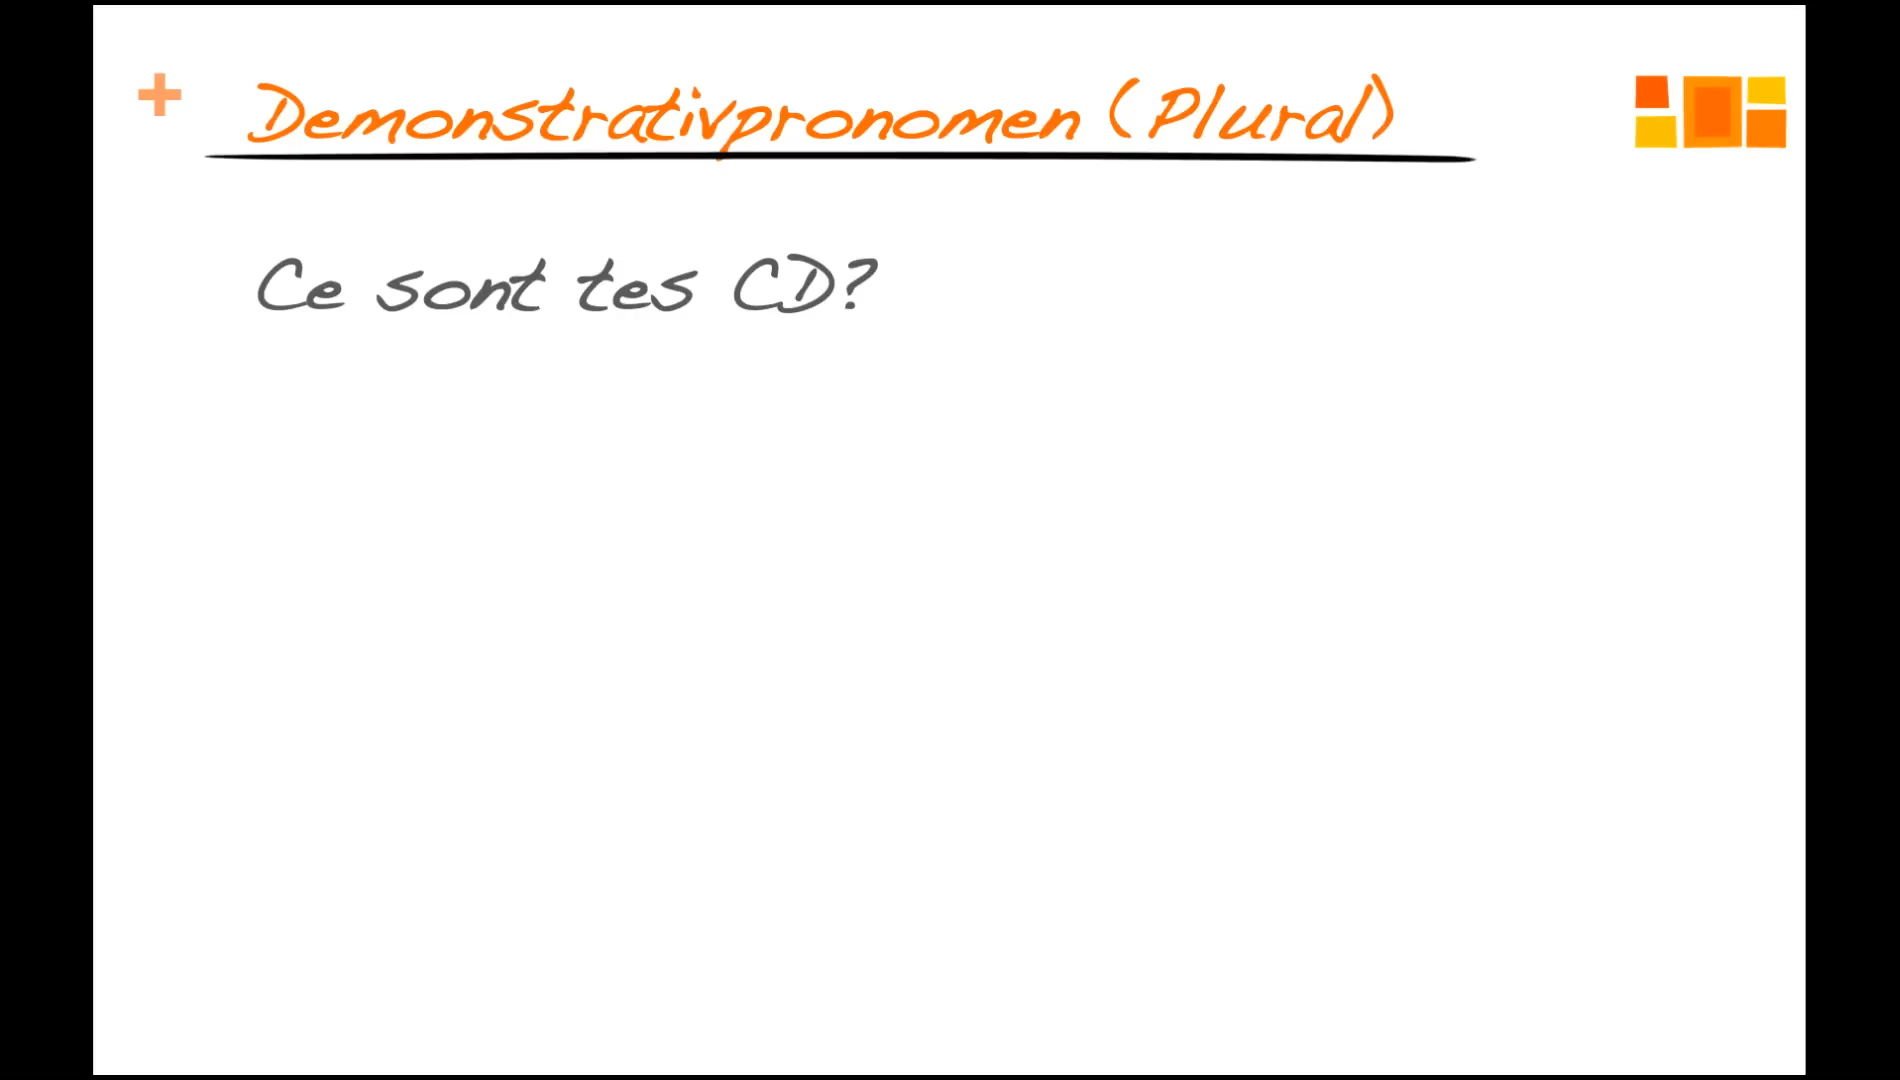 + Demonstrativpronomen (Plural)
Ce sont tes CD?